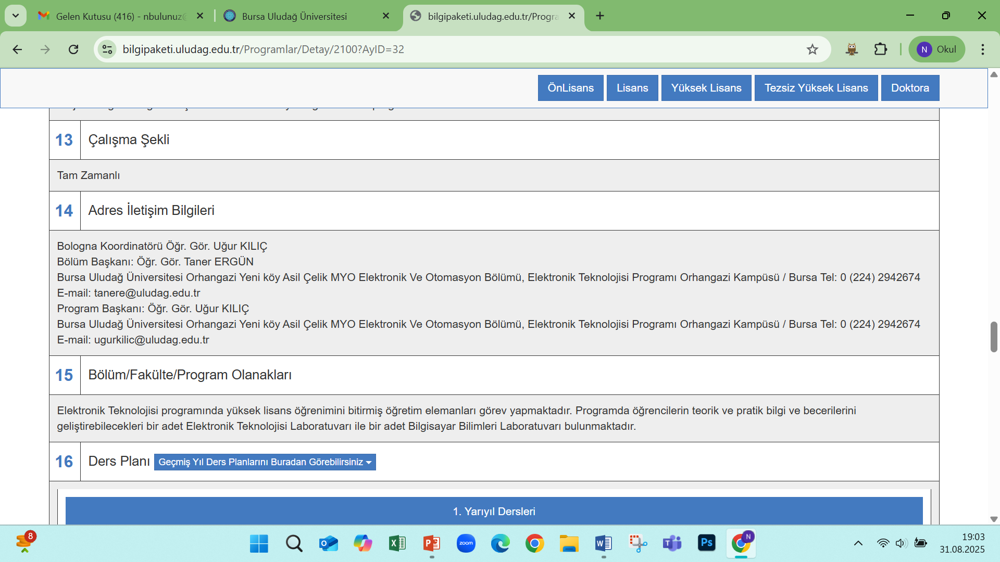 Gelen Kutusu (416) - nbulunuz@
Bursa Uludağ Üniversitesi
bilgipaketi.uludag.edu.tr/Progra
bilgipaketi.uludag.edu.tr/Programlar/Detay/2100?AyID=32
N Okul
ÖnLisans
Lisans
Yüksek Lisans
Tezsiz Yüksek Lisans
Doktora
13 Çalışma Şekli
Tam Zamanlı
14 Adres İletişim Bilgileri
Bologna Koordinatörü Öğr. Gör. Uğur KILIÇ
Bölüm Başkanı: Öğr. Gör. Taner ERGÜN
Bursa Uludağ Üniversitesi Orhangazi Yeni köy Asil Çelik MYO Elektronik Ve Otomasyon Bölümü, Elektronik Teknolojisi Programı Orhangazi Kampüsü / Bursa Tel: 0 (224) 2942674
E-mail: tanere@uludag.edu.tr
Program Başkanı: Öğr. Gör. Uğur KILIÇ
Bursa Uludağ Üniversitesi Orhangazi Yeni köy Asil Çelik MYO Elektronik Ve Otomasyon Bölümü, Elektronik Teknolojisi Programı Orhangazi Kampüsü / Bursa Tel: 0 (224) 2942674
E-mail: ugurkilic@uludag.edu.tr
15 Bölüm/Fakülte/Program Olanakları
Elektronik Teknolojisi programında yüksek lisans öğrenimini bitirmiş öğretim elemanları görev yapmaktadır. Programda öğrencilerin teorik ve pratik bilgi ve becerilerini
geliştirebilecekleri bir adet Elektronik Teknolojisi Laboratuvarı ile bir adet Bilgisayar Bilimleri Laboratuvarı bulunmaktadır.
16 Ders Planı Geçmiş Yıl Ders Planlarını Buradan Görebilirsiniz
1. Yarıyıl Dersleri
8
zoom
Ps
N
19:03
31.08.2025